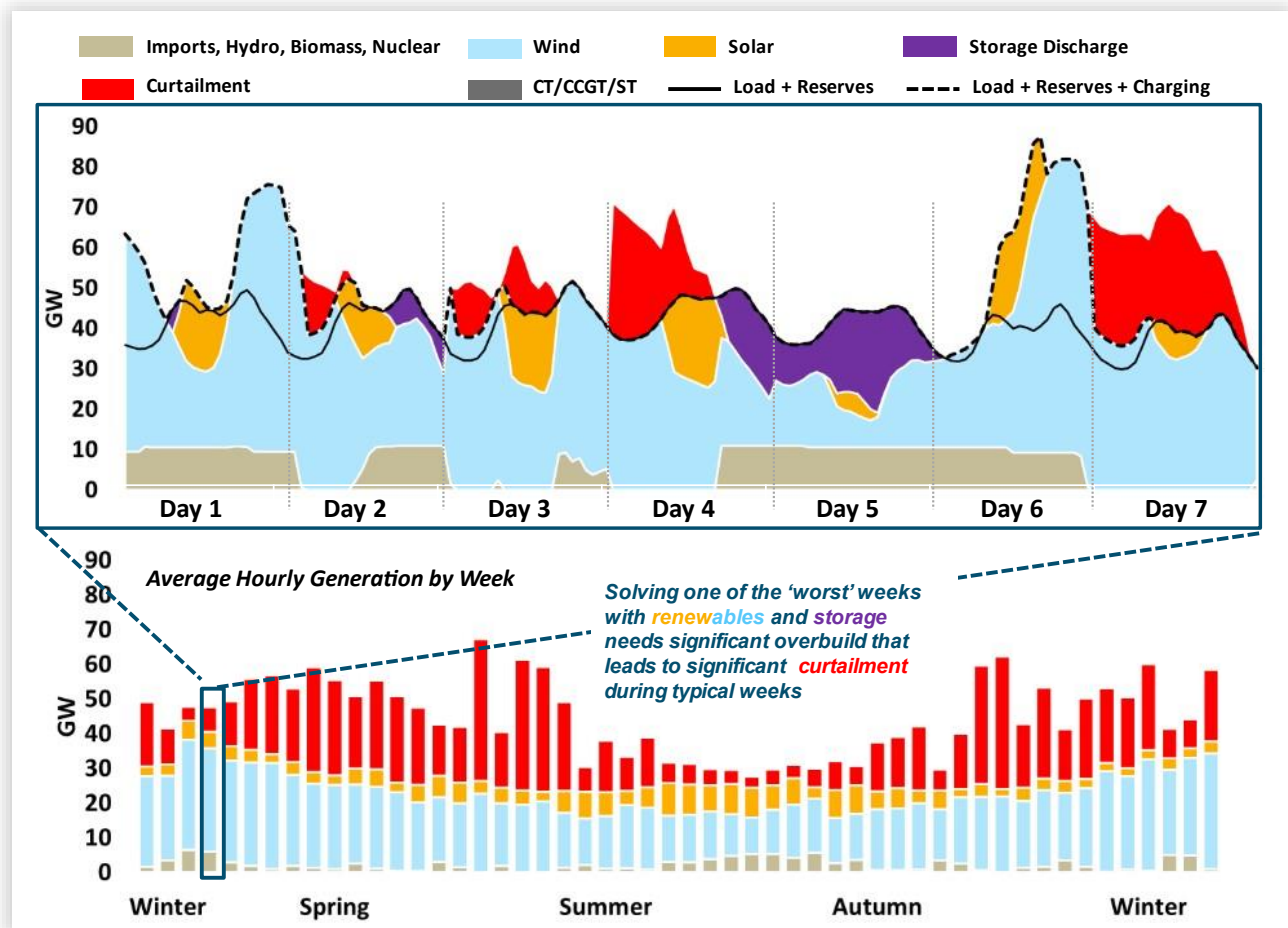 Imports, Hydro, Biomass, Nuclear Wind Solar Storage Discharge
Curtailment CT/CCGT/ST Load + Reserves Load + Reserves + Charging
90
80
70
60
50
40
30
20
10
0
GW
Day 1 Day 2 Day 3 Day 4 Day 5 Day 6 Day 7
90
80
70
60
50
40
30
20
10
0
GW
Average Hourly Generation by Week
Solving one of the ‘worst’ weeks
with renewables and storage
needs significant overbuild that
leads to significant curtailment
during typical weeks
Winter Spring Summer Autumn Winter